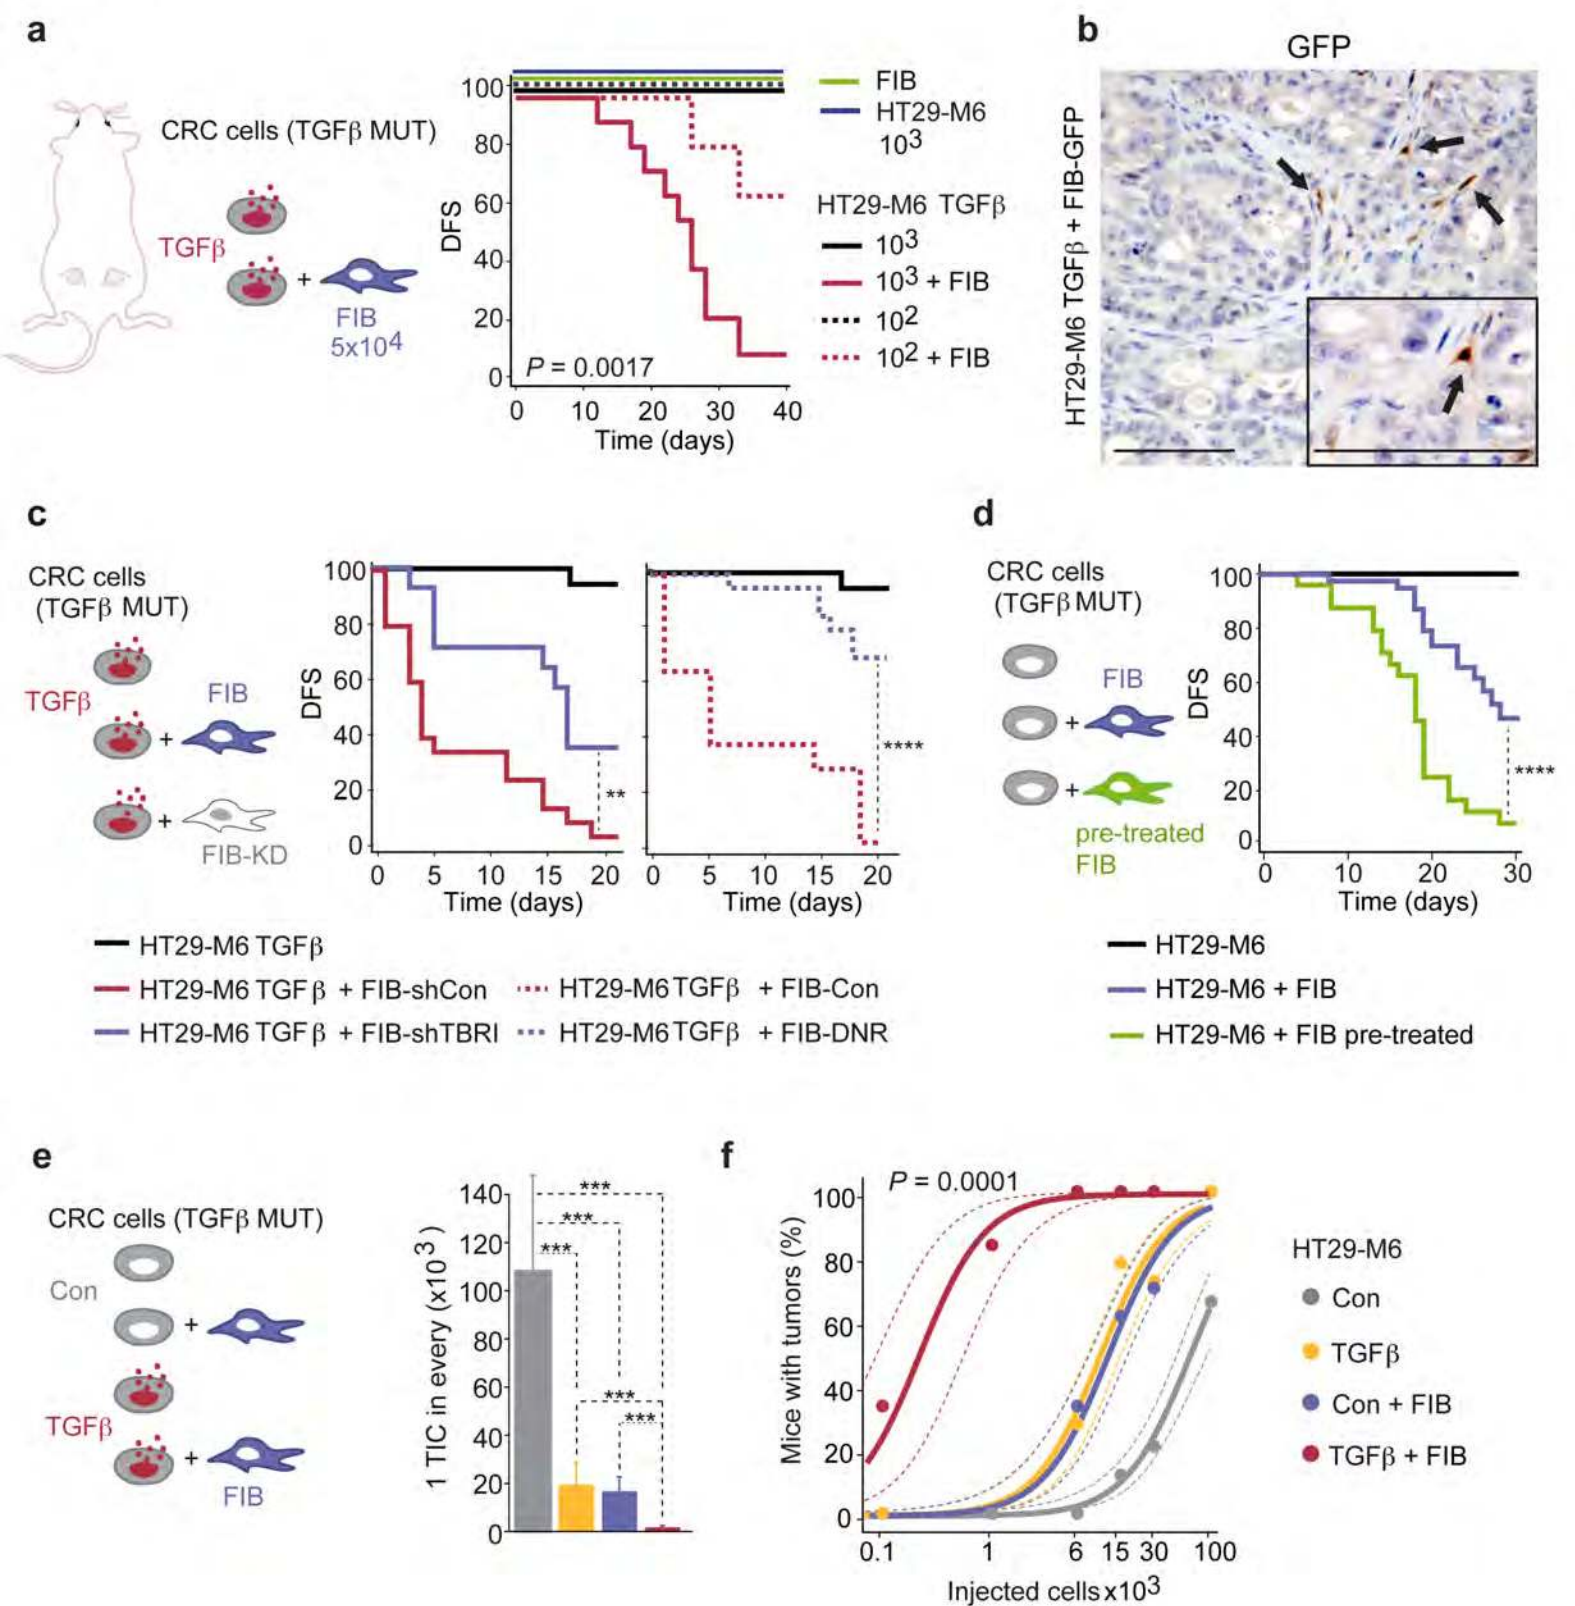 a
CRC cells (TGFβ MUT)
TGFβ
+
FIB
5x10⁴
DFS
100
80
60
40
20
0
P = 0.0017
0 10 20 30 40
Time (days)
FIB
HT29-M6
10³
HT29-M6 TGFβ
10³
10³ + FIB
10²
10² + FIB
b
GFP
HT29-M6 TGFβ + FIB-GFP
c
CRC cells
(TGFβ MUT)
TGFβ
FIB
+
+
FIB-KD
DFS
100
80
60
40
20
0
**
0 5 10 15 20
Time (days)
****
0 5 10 15 20
Time (days)
HT29-M6 TGFβ
HT29-M6 TGFβ + FIB-shCon
HT29-M6 TGFβ + FIB-shTBRI
HT29-M6 TGFβ + FIB-Con
HT29-M6 TGFβ + FIB-DNR
d
CRC cells
(TGFβ MUT)
FIB
+
+
pre-treated
FIB
DFS
100
80
60
40
20
0
****
0 10 20 30
Time (days)
HT29-M6
HT29-M6 + FIB
HT29-M6 + FIB pre-treated
e
CRC cells (TGFβ MUT)
Con
+
TGFβ
+
FIB
1 TIC in every (x10³)
140
120
100
80
60
40
20
0
***
***
***
***
***
f
P = 0.0001
Mice with tumors (%)
100
80
60
40
20
0
0.1 1 6 15 30 100
Injected cells x10³
HT29-M6
Con
TGFβ
Con + FIB
TGFβ + FIB